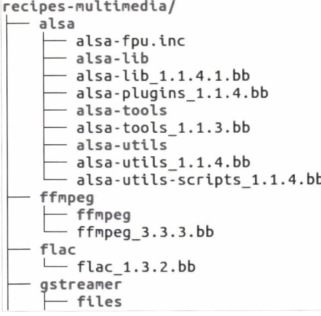 recipes-multimedia/
├── alsa
│   ├── alsa-fpu.inc
│   ├── alsa-lib
│   ├── alsa-lib_1.1.4.1.bb
│   ├── alsa-plugins_1.1.4.bb
│   ├── alsa-tools
│   ├── alsa-tools_1.1.3.bb
│   ├── alsa-utils
│   ├── alsa-utils_1.1.4.bb
│   └── alsa-utils-scripts_1.1.4.bb
├── ffmpeg
│   ├── ffmpeg
│   └── ffmpeg_3.3.3.bb
├── flac
│   └── flac_1.3.2.bb
├── gstreamer
│   ├── files